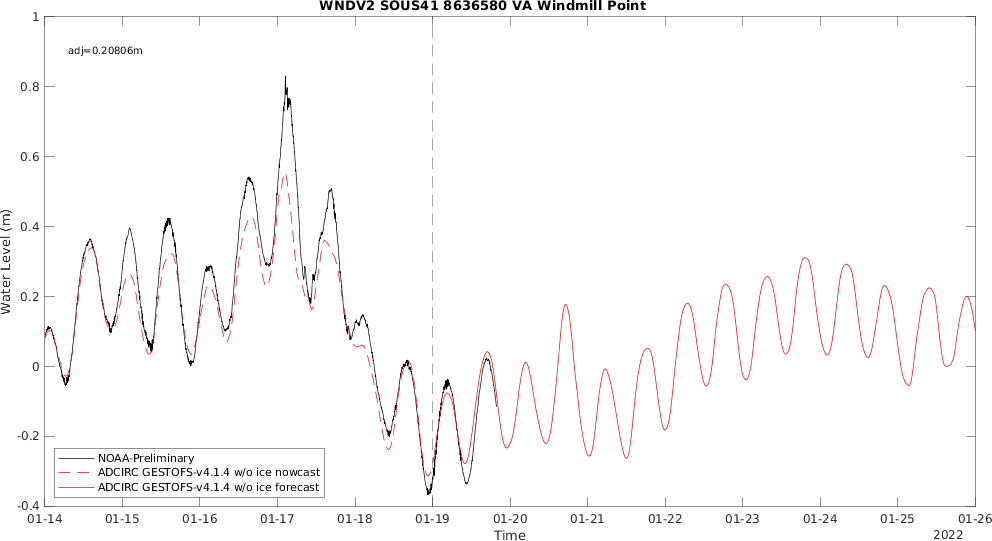 WNDV2 SOUS41 8636580 VA Windmill Point
adj=0.20806m
Water Level (m)
1
0.8
0.6
0.4
0.2
0
-0.2
-0.4
NOAA-Preliminary
ADCIRC GESTOFS-v4.1.4 w/o ice nowcast
ADCIRC GESTOFS-v4.1.4 w/o ice forecast
01-14 01-15 01-16 01-17 01-18 01-19 01-20 01-21 01-22 01-23 01-24 01-25 01-26
Time
2022